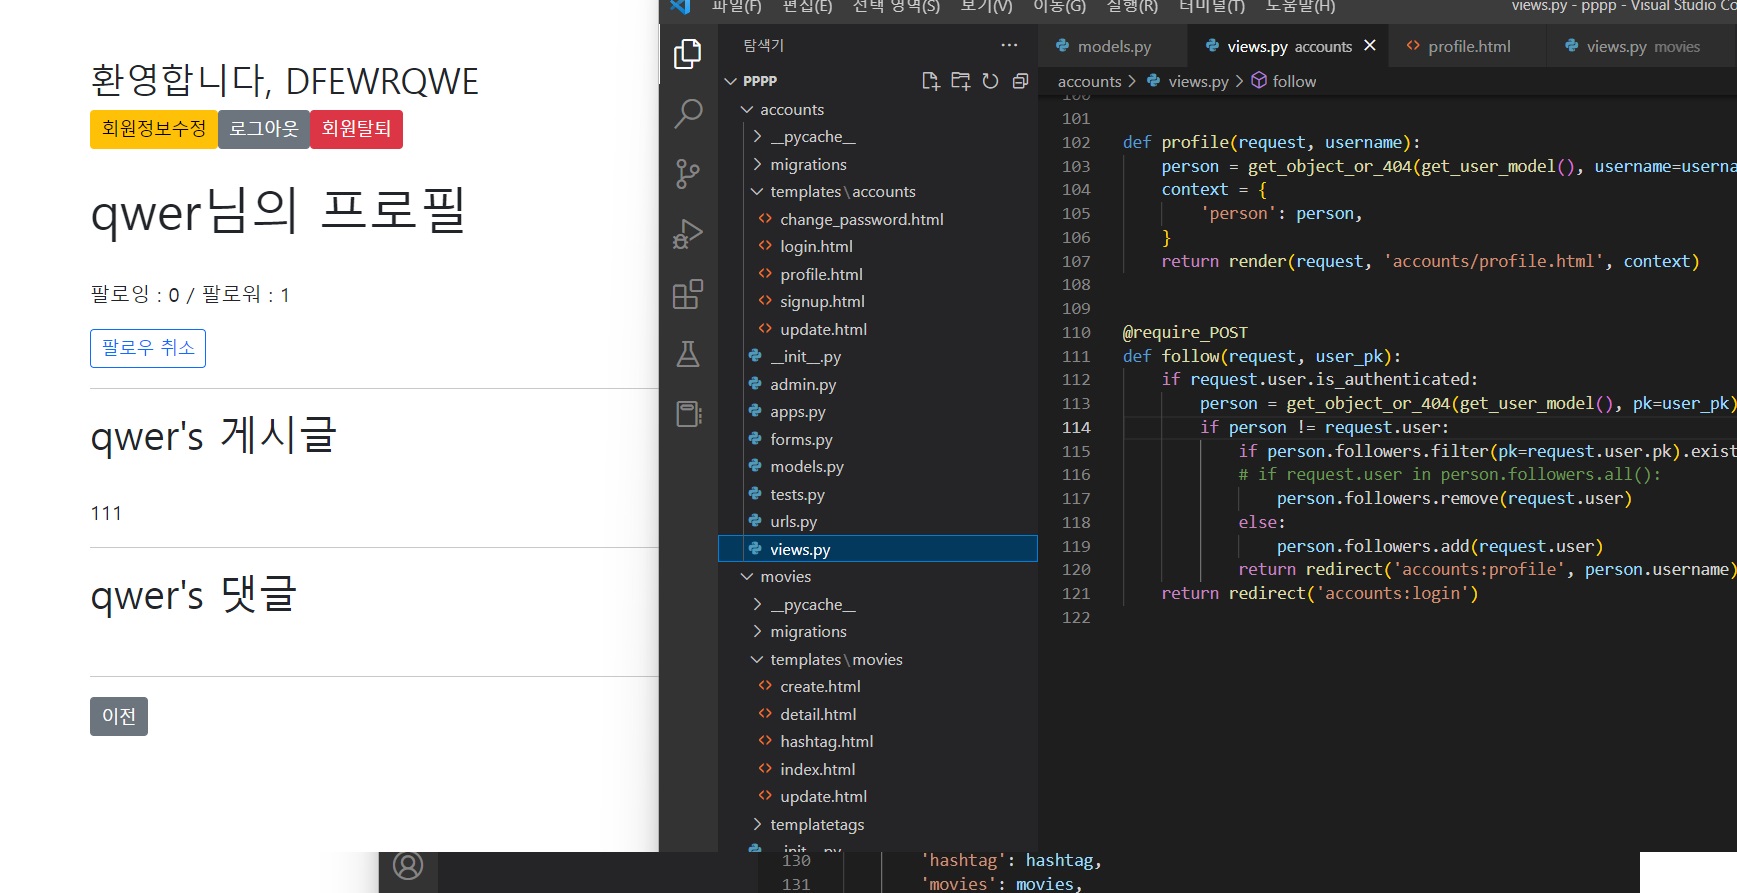 환영합니다, DFEWRQWE
회원정보수정 로그아웃 회원탈퇴
qwer님의 프로필
팔로잉 : 0 / 팔로워 : 1
팔로우 취소
qwer's 게시글
111
qwer's 댓글
이전
파일(F) 편집(E) 선택 영역(S) 보기(V) 이동(G) 실행(R) 터미널(T) 도움말(H)
views.py - pppp - Visual Studio Co
탐색기
PPPP
accounts
__pycache__
migrations
templates\accounts
change_password.html
login.html
profile.html
signup.html
update.html
__init__.py
admin.py
apps.py
forms.py
models.py
tests.py
urls.py
views.py
movies
__pycache__
migrations
templates\movies
create.html
detail.html
hashtag.html
index.html
update.html
templatetags
__init__.py
models.py views.py accounts profile.html views.py movies
accounts > views.py > follow
100
101
102 def profile(request, username):
103 person = get_object_or_404(get_user_model(), username=userna
104 context = {
105 'person': person,
106 }
107 return render(request, 'accounts/profile.html', context)
108
109
110 @require_POST
111 def follow(request, user_pk):
112 if request.user.is_authenticated:
113 person = get_object_or_404(get_user_model(), pk=user_pk)
114 if person != request.user:
115 if person.followers.filter(pk=request.user.pk).exist
116 # if request.user in person.followers.all():
117 person.followers.remove(request.user)
118 else:
119 person.followers.add(request.user)
120 return redirect('accounts:profile', person.username)
121 return redirect('accounts:login')
122
130 'hashtag': hashtag,
131 'movies': movies,